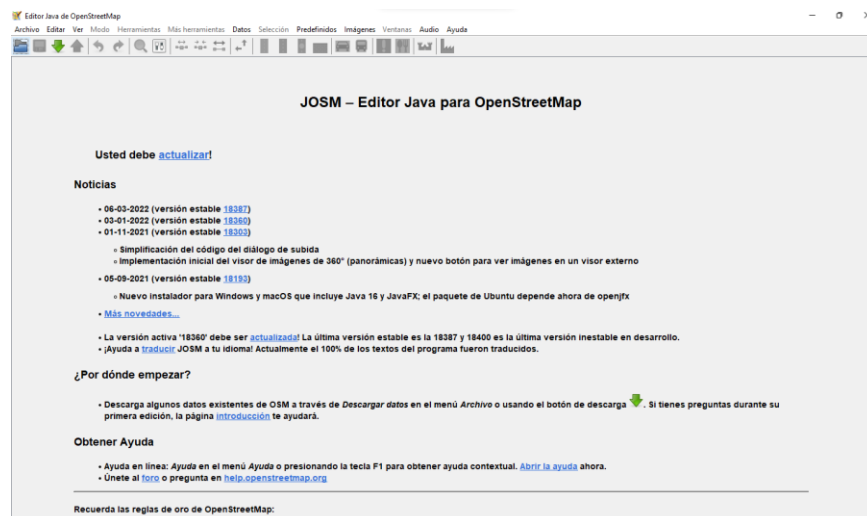 Editor Java de OpenStreetMap
Archivo Editar Ver Modo Herramientas Más herramientas Datos Selección Predefinidos Imágenes Ventanas Audio Ayuda
JOSM – Editor Java para OpenStreetMap
Usted debe actualizar!
Noticias
• 06-03-2022 (versión estable 18387)
• 03-01-2022 (versión estable 18360)
• 01-11-2021 (versión estable 18303)
◦ Simplificación del código del diálogo de subida
◦ Implementación inicial del visor de imágenes de 360° (panorámicas) y nuevo botón para ver imágenes en un visor externo
• 05-09-2021 (versión estable 18193)
◦ Nuevo instalador para Windows y macOS que incluye Java 16 y JavaFX; el paquete de Ubuntu depende ahora de openjfx
• Más novedades...
• La versión activa '18360' debe ser actualizada! La última versión estable es la 18387 y 18400 es la última versión inestable en desarrollo.
• ¡Ayuda a traducir JOSM a tu idioma! Actualmente el 100% de los textos del programa fueron traducidos.
¿Por dónde empezar?
• Descarga algunos datos existentes de OSM a través de Descargar datos en el menú Archivo o usando el botón de descarga . Si tienes preguntas durante su
primera edición, la página introducción te ayudará.
Obtener Ayuda
• Ayuda en línea: Ayuda en el menú Ayuda o presionando la tecla F1 para obtener ayuda contextual. Abrir la ayuda ahora.
• Únete al foro o pregunta en help.openstreetmap.org
Recuerda las reglas de oro de OpenStreetMap: